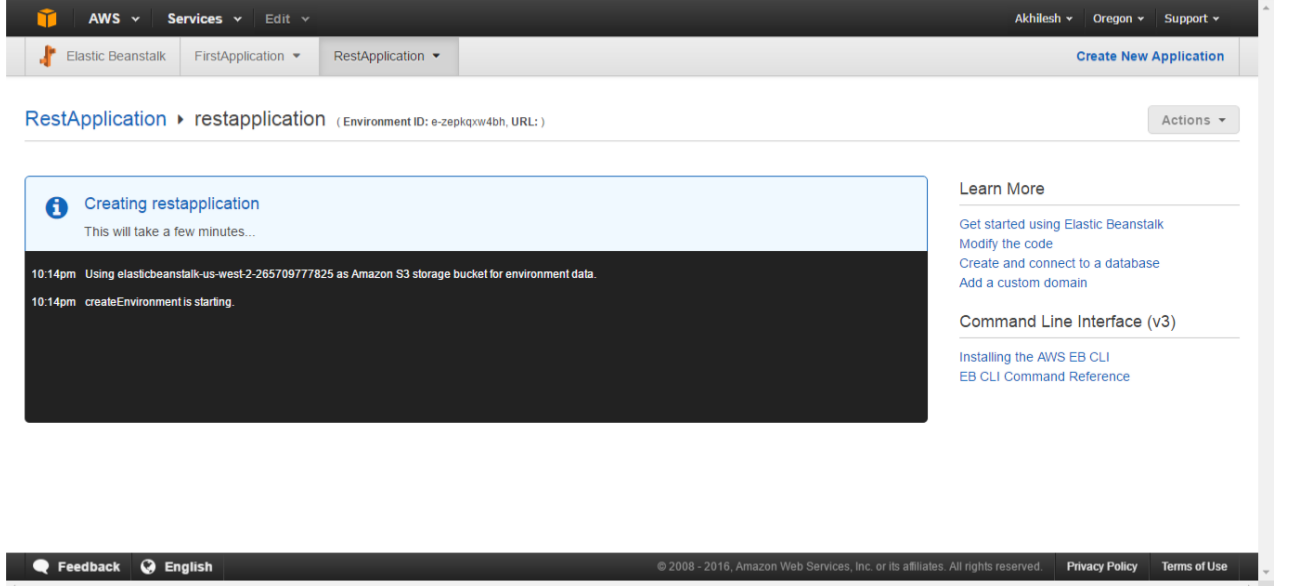 AWS Services Edit Akhilesh Oregon Support
Elastic Beanstalk FirstApplication RestApplication Create New Application
RestApplication restapplication ( Environment ID: e-zepkqxw4bh, URL: ) Actions
Creating restapplication
This will take a few minutes...
10:14pm Using elasticbeanstalk-us-west-2-265709777825 as Amazon S3 storage bucket for environment data.
10:14pm createEnvironment is starting.
Learn More
Get started using Elastic Beanstalk
Modify the code
Create and connect to a database
Add a custom domain
Command Line Interface (v3)
Installing the AWS EB CLI
EB CLI Command Reference
Feedback English © 2008 - 2016, Amazon Web Services, Inc. or its affiliates. All rights reserved. Privacy Policy Terms of Use